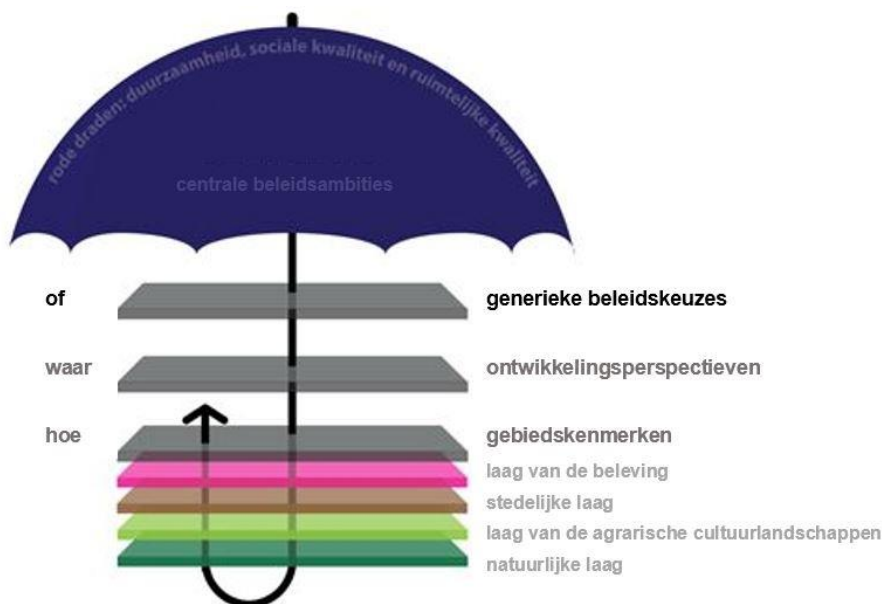 rode draden: duurzaamheid, sociale kwaliteit en ruimtelijke kwaliteit
centrale beleidsambities
of
generieke beleidskeuzes
waar
ontwikkelingsperspectieven
hoe
gebiedskenmerken
laag van de beleving
stedelijke laag
laag van de agrarische cultuurlandschappen
natuurlijke laag